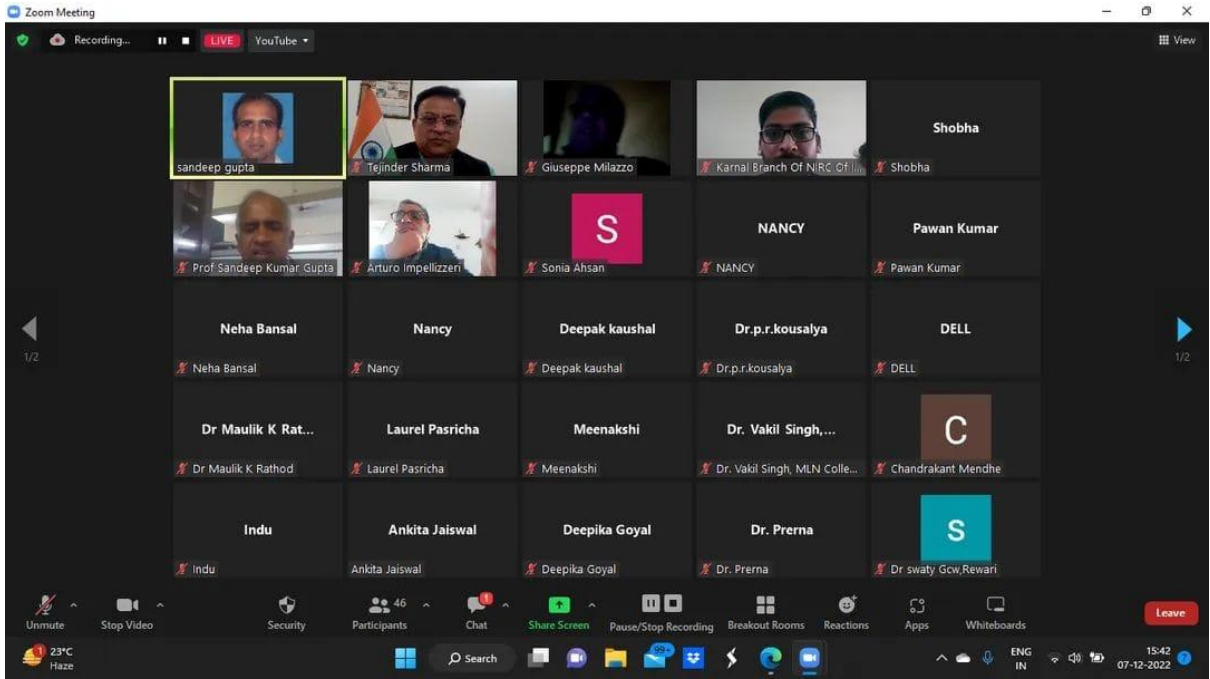 Zoom Meeting
Recording...
LIVE
YouTube
View
sandeep gupta
Tejinder Sharma
Giuseppe Milazzo
Karnal Branch Of NIRC Of I...
Shobha
Shobha
Prof Sandeep Kumar Gupta
Arturo Impellizzeri
S
Sonia Ahsan
NANCY
NANCY
Pawan Kumar
Pawan Kumar
1/2
Neha Bansal
Neha Bansal
Nancy
Nancy
Deepak kaushal
Deepak kaushal
Dr.p.r.kousalya
Dr.p.r.kousalya
DELL
DELL
1/2
Dr Maulik K Rat...
Dr Maulik K Rathod
Laurel Pasricha
Laurel Pasricha
Meenakshi
Meenakshi
Dr. Vakil Singh,...
Dr. Vakil Singh, MLN Colle...
C
Chandrakant Mendhe
Indu
Indu
Ankita Jaiswal
Ankita Jaiswal
Deepika Goyal
Deepika Goyal
Dr. Prerna
Dr. Prerna
S
Dr swaty Gcw,Rewari
Unmute
Stop Video
Security
46
Participants
1
Chat
Share Screen
Pause/Stop Recording
Breakout Rooms
Reactions
Apps
Whiteboards
Leave
1
23°C
Haze
Search
99+
ENG
IN
15:42
07-12-2022
7